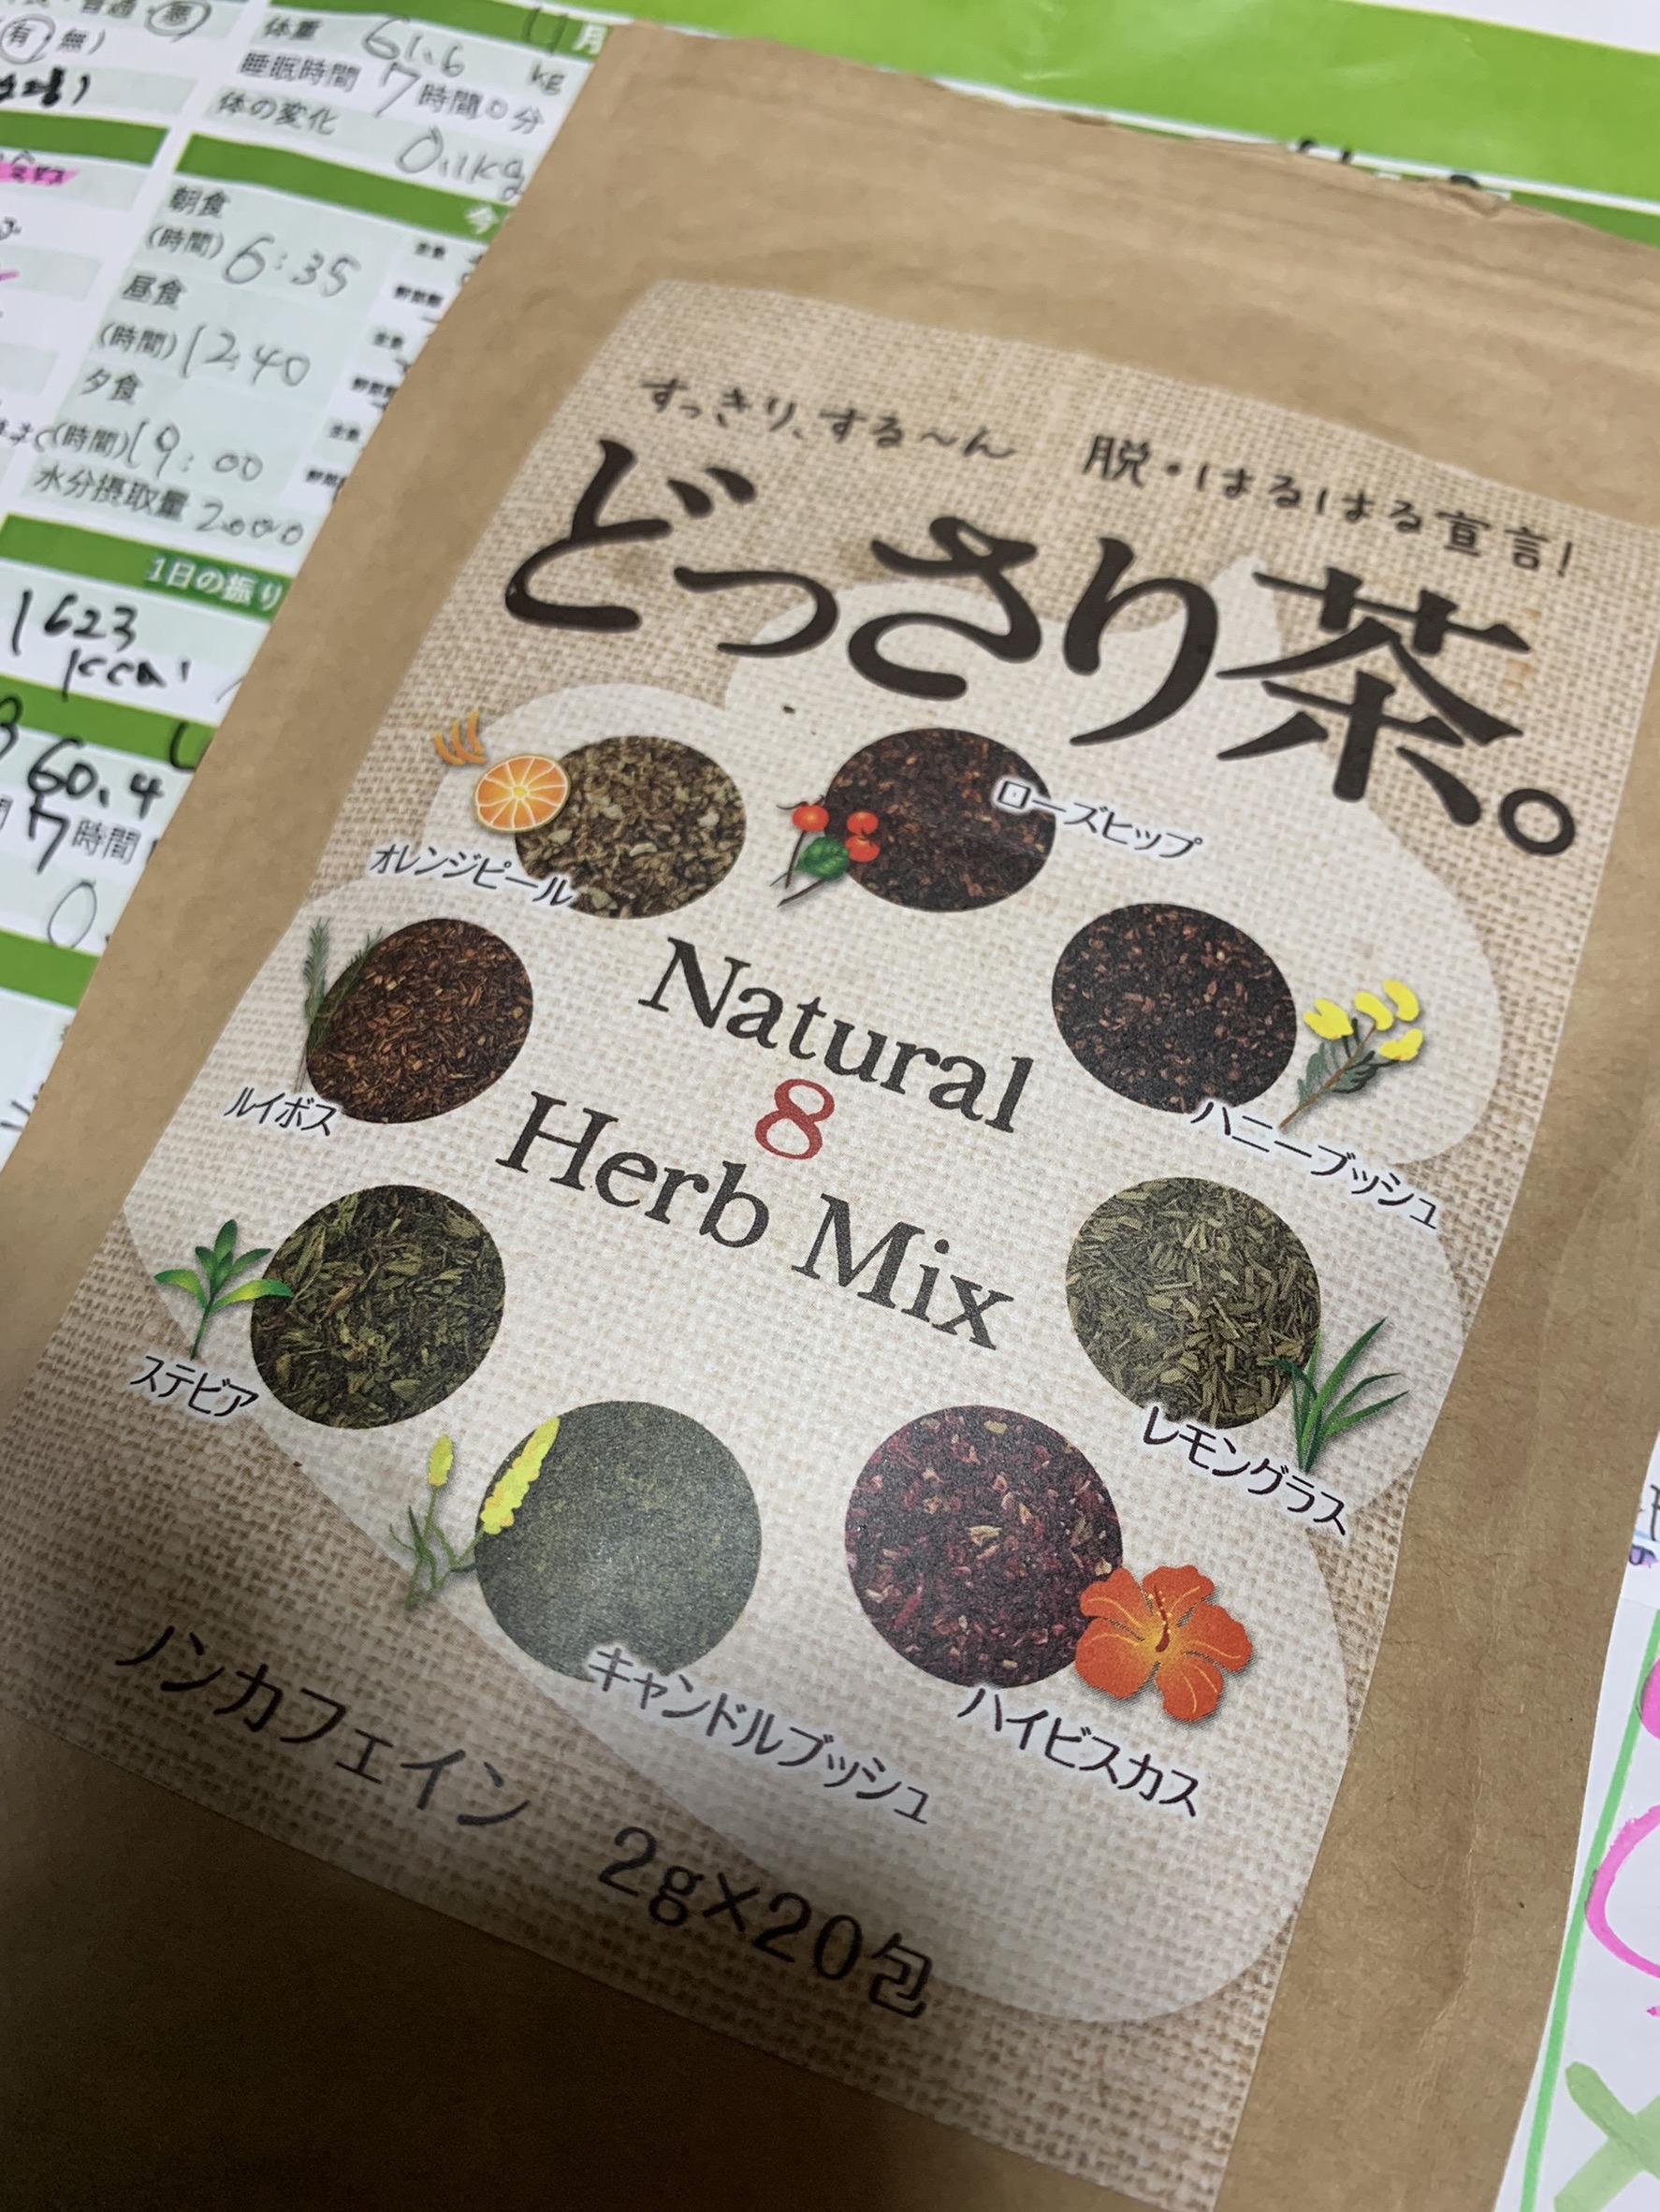 有 無)
体重 61.6 kg
睡眠時間 7時間0分
体の変化
0.1kg
朝食
(時間) 6:35
昼食
(時間) 12.40
夕食
(時間) 19:00
水分摂取量 2000
1日の振り
1623
kcal
60.4
7時間
すっきり、する〜ん 脱・はるはる宣言!
どっさり茶。
オレンジピール
ローズヒップ
ルイボス
ハニーブッシュ
Natural
8
Herb Mix
ステビア
レモングラス
キャンドルブッシュ
ハイビスカス
ノンカフェイン 2g×20包